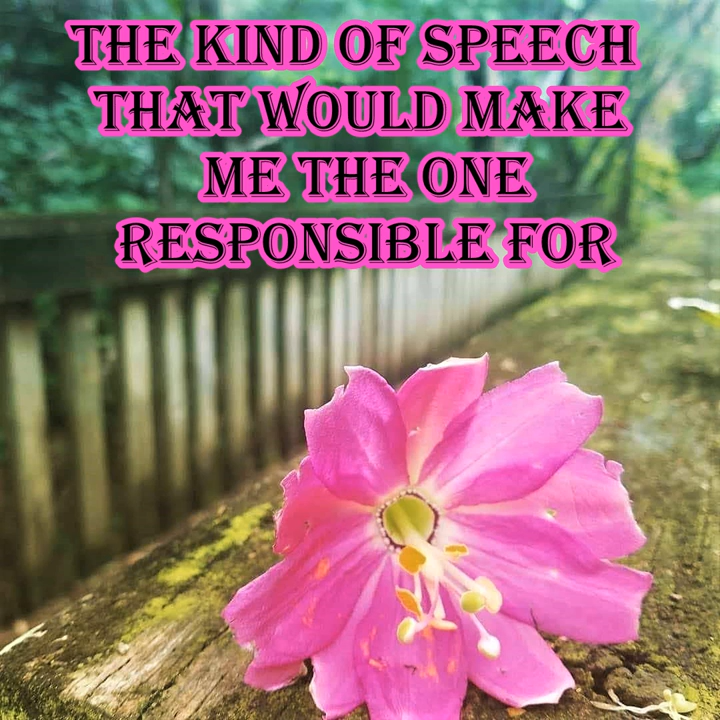 THE KIND OF SPEECH
THAT WOULD MAKE
ME THE ONE
RESPONSIBLE FOR